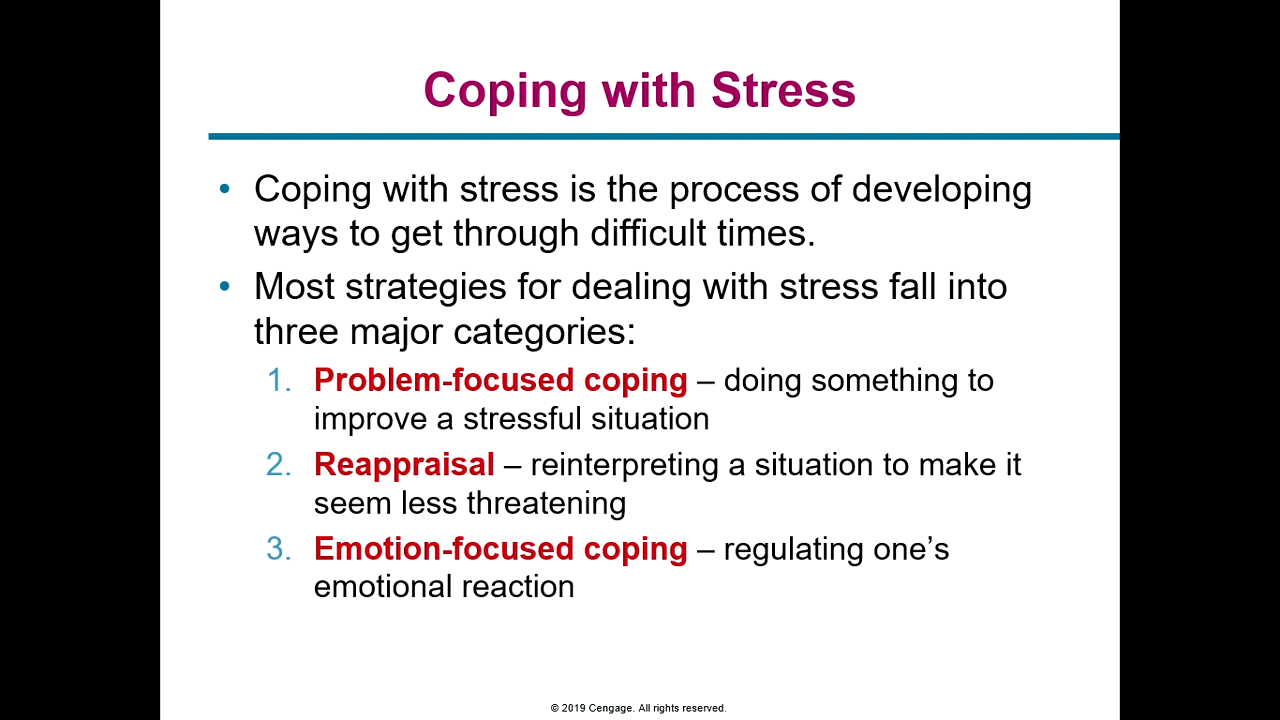 Coping with Stress
• Coping with stress is the process of developing
ways to get through difficult times.
• Most strategies for dealing with stress fall into
three major categories:
1. Problem-focused coping – doing something to
improve a stressful situation
2. Reappraisal – reinterpreting a situation to make it
seem less threatening
3. Emotion-focused coping – regulating one’s
emotional reaction
© 2019 Cengage. All rights reserved.